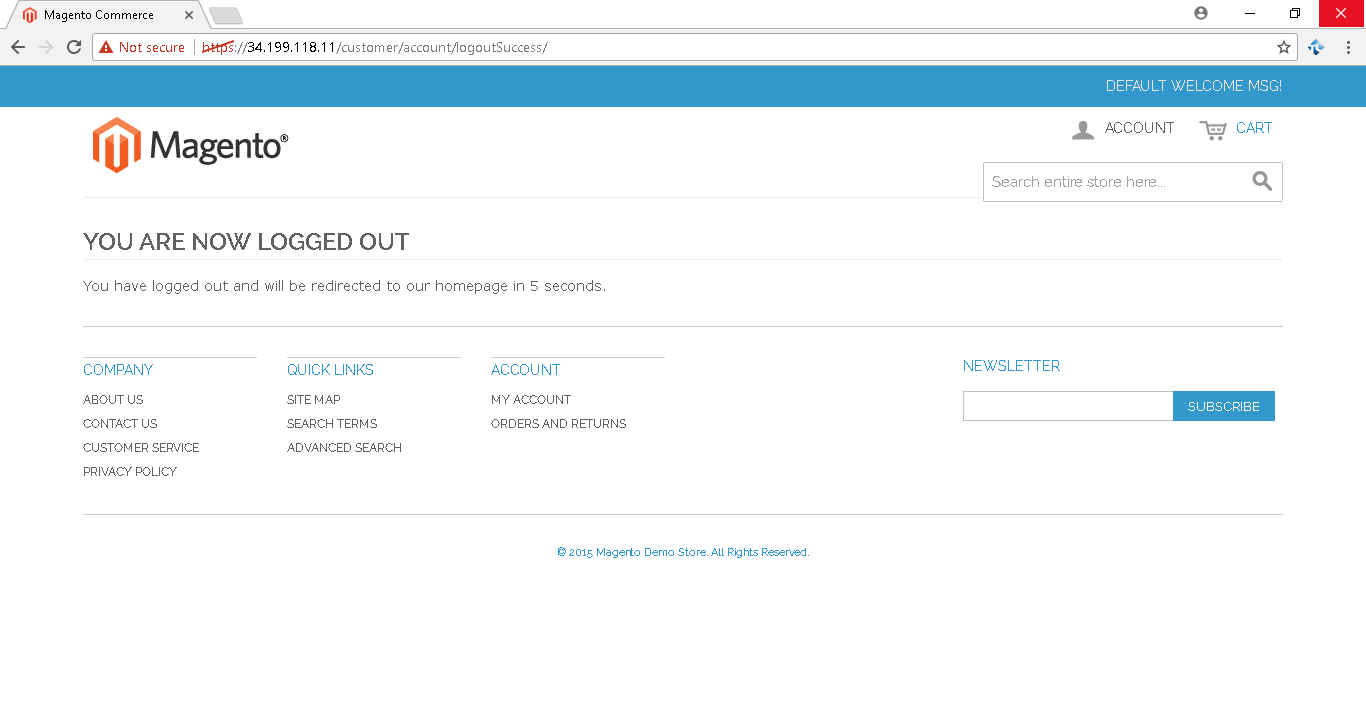 Magento Commerce
Not secure https://34.199.118.11/customer/account/logoutSuccess/
DEFAULT WELCOME MSG!
Magento®
ACCOUNT CART
Search entire store here...
YOU ARE NOW LOGGED OUT
You have logged out and will be redirected to our homepage in 5 seconds.
COMPANY
ABOUT US
CONTACT US
CUSTOMER SERVICE
PRIVACY POLICY
QUICK LINKS
SITE MAP
SEARCH TERMS
ADVANCED SEARCH
ACCOUNT
MY ACCOUNT
ORDERS AND RETURNS
NEWSLETTER
SUBSCRIBE
© 2015 Magento Demo Store. All Rights Reserved.